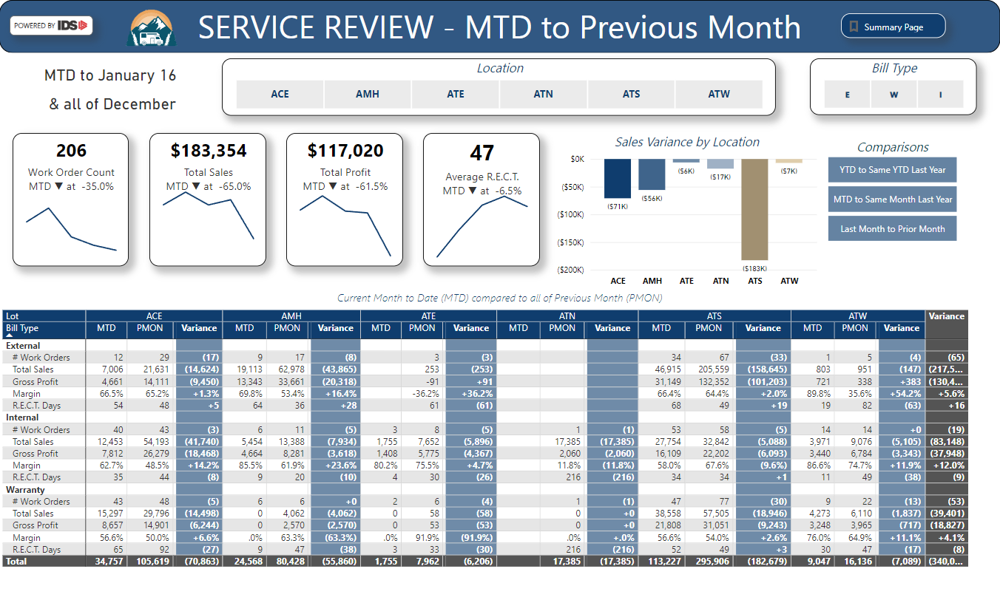 POWERED BY IDS
SERVICE REVIEW - MTD to Previous Month
Summary Page
MTD to January 16
& all of December
Location
ACE AMH ATE ATN ATS ATW
Bill Type
E W I
206
Work Order Count
MTD ▼ at -35.0%
$183,354
Total Sales
MTD ▼ at -65.0%
$117,020
Total Profit
MTD ▼ at -61.5%
47
Average R.E.C.T.
MTD ▼ at -6.5%
Sales Variance by Location
$0K
($50K)
($100K)
($150K)
($200K)
($71K) ($56K) ($6K) ($17K) ($183K) ($7K)
ACE AMH ATE ATN ATS ATW
Comparisons
YTD to Same YTD Last Year
MTD to Same Month Last Year
Last Month to Prior Month
Current Month to Date (MTD) compared to all of Previous Month (PMON)
Lot ACE AMH ATE ATN ATS ATW Variance
Bill Type MTD PMON Variance MTD PMON Variance MTD PMON Variance MTD PMON Variance MTD PMON Variance MTD PMON Variance
External
# Work Orders 12 29 (17) 9 17 (8) 3 (3) 34 67 (33) 1 5 (4) (65)
Total Sales 7,006 21,631 (14,624) 19,113 62,978 (43,865) 253 (253) 46,915 205,559 (158,645) 803 951 (147) (217,5...
Gross Profit 4,661 14,111 (9,450) 13,343 33,661 (20,318) -91 +91 31,149 132,352 (101,203) 721 338 +383 (130,4...
Margin 66.5% 65.2% +1.3% 69.8% 53.4% +16.4% -36.2% +36.2% 66.4% 64.4% +2.0% 89.8% 35.6% +54.2% +5.6%
R.E.C.T. Days 54 48 +5 64 36 +28 61 (61) 68 49 +19 19 82 (63) +16
Internal
# Work Orders 40 43 (3) 6 11 (5) 3 8 (5) 1 (1) 53 58 (5) 14 14 +0 (19)
Total Sales 12,453 54,193 (41,740) 5,454 13,388 (7,934) 1,755 7,652 (5,896) 17,385 (17,385) 27,754 32,842 (5,088) 3,971 9,076 (5,105) (83,148)
Gross Profit 7,812 26,279 (18,468) 4,664 8,281 (3,618) 1,408 5,775 (4,367) 2,060 (2,060) 16,109 22,202 (6,093) 3,440 6,784 (3,343) (37,948)
Margin 62.7% 48.5% +14.2% 85.5% 61.9% +23.6% 80.2% 75.5% +4.7% 11.8% (11.8%) 58.0% 67.6% (9.6%) 86.6% 74.7% +11.9% +12.0%
R.E.C.T. Days 35 44 (8) 9 20 (10) 4 30 (26) 216 (216) 34 34 +1 11 49 (38) (9)
Warranty
# Work Orders 43 48 (5) 6 6 +0 2 6 (4) 1 (1) 47 77 (30) 9 22 (13) (53)
Total Sales 15,297 29,796 (14,498) 0 4,062 (4,062) 0 58 (58) 0 +0 38,558 57,505 (18,946) 4,273 6,110 (1,837) (39,401)
Gross Profit 8,657 14,901 (6,244) 0 2,570 (2,570) 0 53 (53) 0 +0 21,808 31,051 (9,243) 3,248 3,965 (717) (18,827)
Margin 56.6% 50.0% +6.6% .0% 63.3% (63.3%) .0% 91.9% (91.9%) .0% +.0% 56.6% 54.0% +2.6% 76.0% 64.9% +11.1% +4.1%
R.E.C.T. Days 65 92 (27) 9 47 (38) 3 33 (30) 216 (216) 52 49 +3 30 47 (17) (8)
Total 34,757 105,619 (70,863) 24,568 80,428 (55,860) 1,755 7,962 (6,206) 17,385 (17,385) 113,227 295,906 (182,679) 9,047 16,136 (7,089) (340,0...